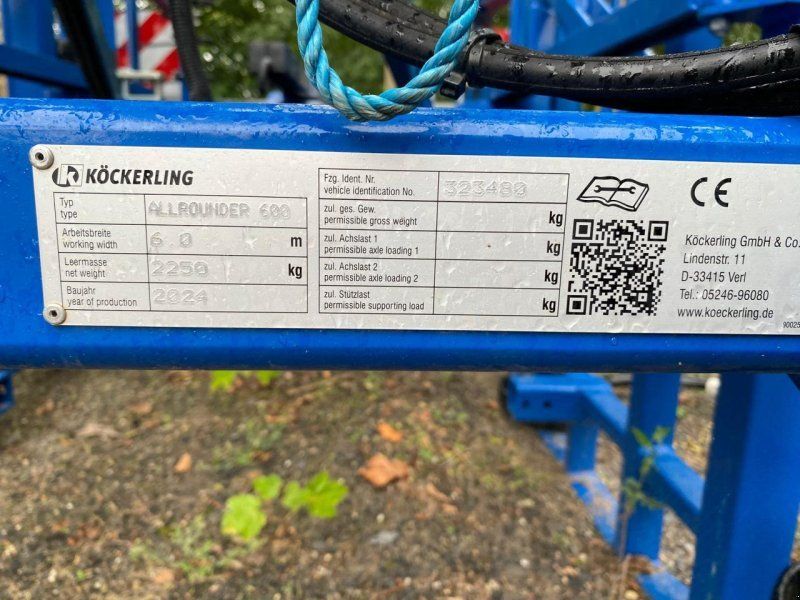 KÖCKERLING
Typ
type
ALLROUNDER 600
Arbeitsbreite
working width
6.0 m
Leermasse
net weight
2250 kg
Baujahr
year of production
2024
Fzg. Ident. Nr.
vehicle identification No.
323480
zul. ges. Gew.
permissible gross weight
kg
zul. Achslast 1
permissible axle loading 1
kg
zul. Achslast 2
permissible axle loading 2
kg
zul. Stützlast
permissible supporting load
kg
CE
Köckerling GmbH & Co.
Lindenstr. 11
D-33415 Verl
Tel.: 05246-96080
www.koeckerling.de
90025